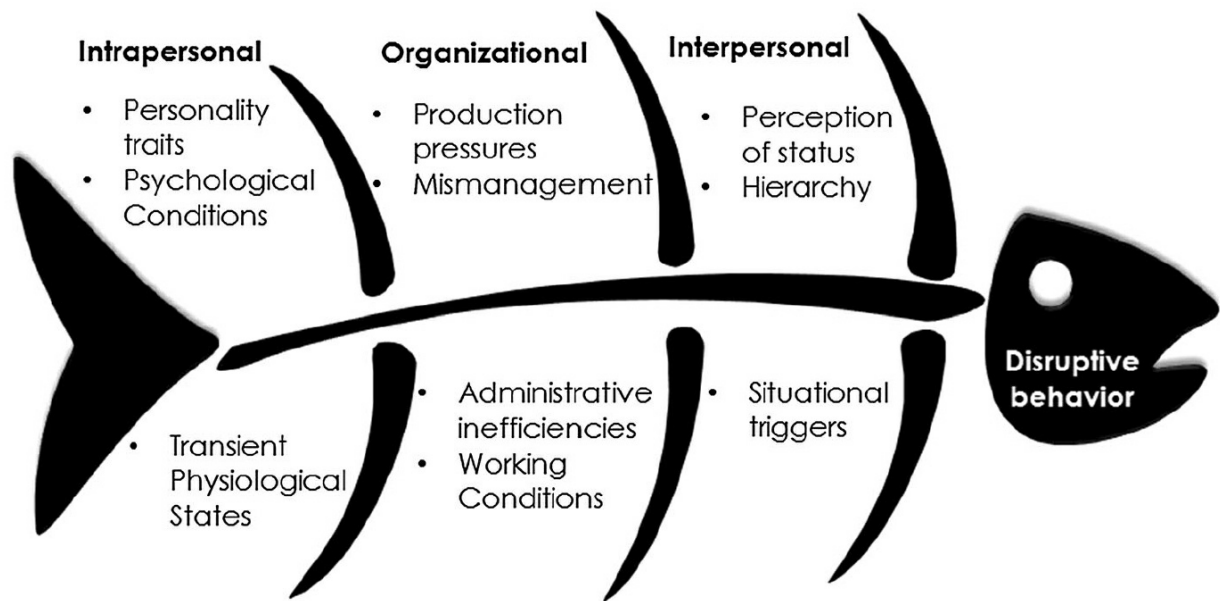 Intrapersonal
• Personality
traits
• Psychological
Conditions
Organizational
• Production
pressures
• Mismanagement
Interpersonal
• Perception
of status
• Hierarchy
• Transient
Physiological
States
• Administrative
inefficiencies
• Working
Conditions
• Situational
triggers
Disruptive
behavior